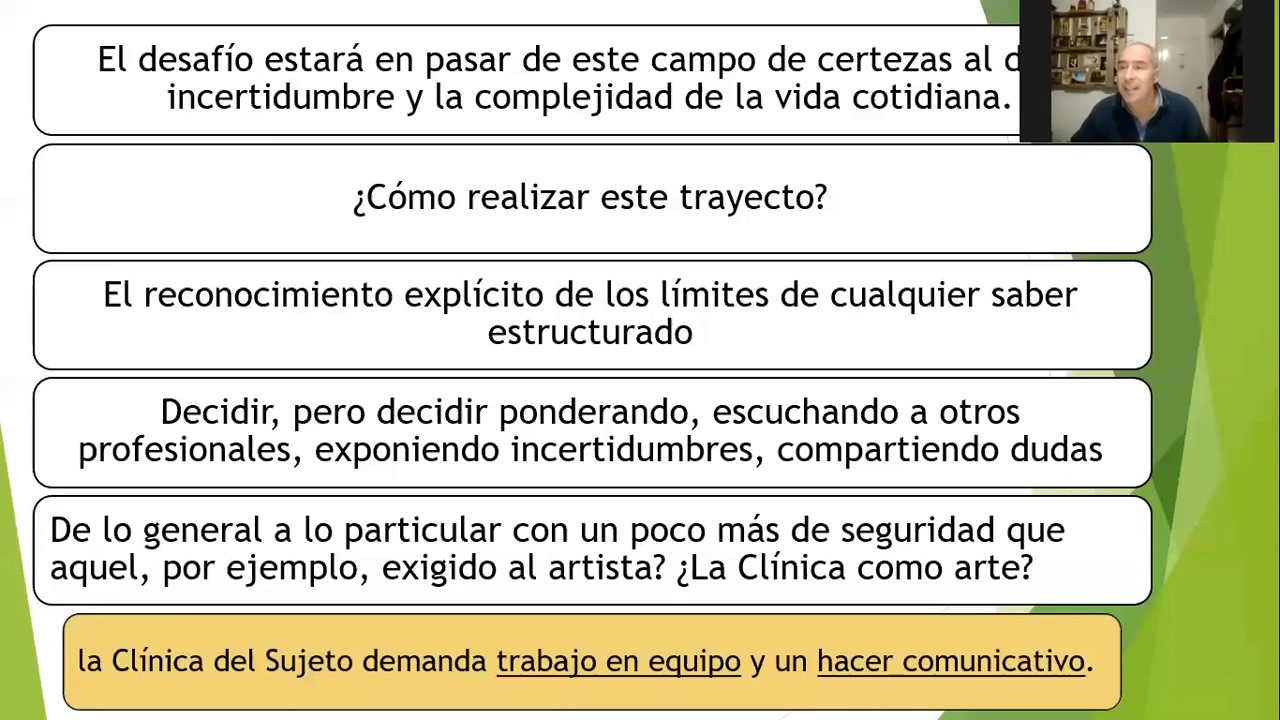 El desafío estará en pasar de este campo de certezas al
incertidumbre y la complejidad de la vida cotidiana.
¿Cómo realizar este trayecto?
El reconocimiento explícito de los límites de cualquier saber
estructurado
Decidir, pero decidir ponderando, escuchando a otros
profesionales, exponiendo incertidumbres, compartiendo dudas
De lo general a lo particular con un poco más de seguridad que
aquel, por ejemplo, exigido al artista? ¿La Clínica como arte?
la Clínica del Sujeto demanda trabajo en equipo y un hacer comunicativo.